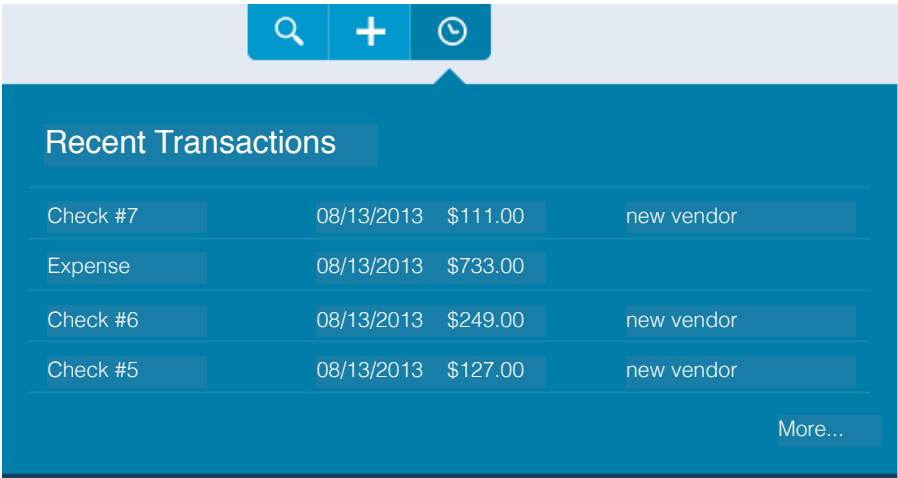 Recent Transactions
Check #7 08/13/2013 $111.00 new vendor
Expense 08/13/2013 $733.00
Check #6 08/13/2013 $249.00 new vendor
Check #5 08/13/2013 $127.00 new vendor
More...